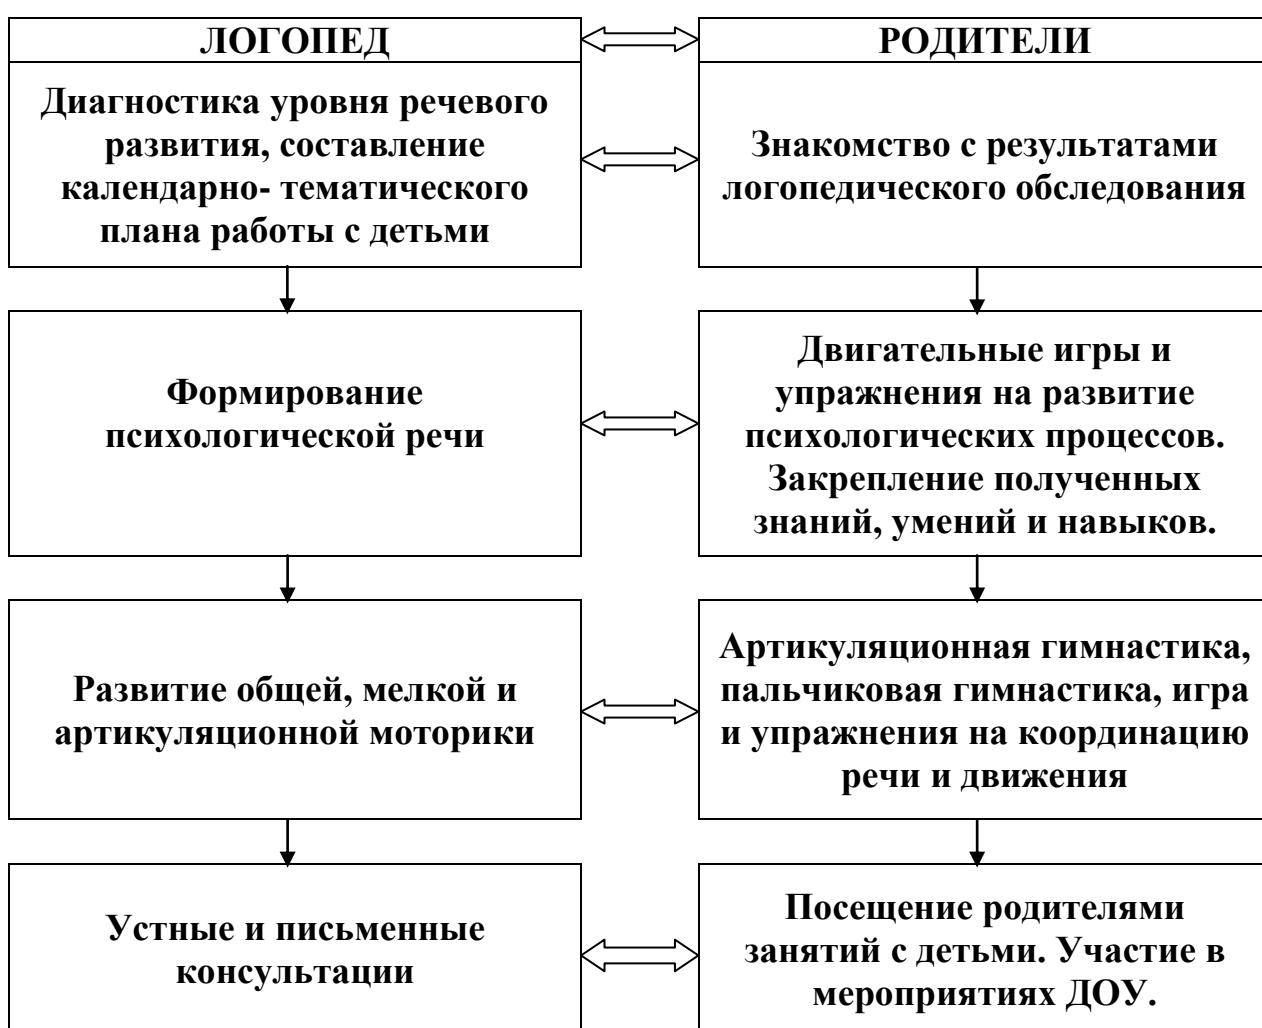 ЛОГОПЕД
РОДИТЕЛИ
Диагностика уровня речевого
развития, составление
календарно- тематического
плана работы с детьми
Знакомство с результатами
логопедического обследования
Формирование
психологической речи
Двигательные игры и
упражнения на развитие
психологических процессов.
Закрепление полученных
знаний, умений и навыков.
Развитие общей, мелкой и
артикуляционной моторики
Артикуляционная гимнастика,
пальчиковая гимнастика, игра
и упражнения на координацию
речи и движения
Устные и письменные
консультации
Посещение родителями
занятий с детьми. Участие в
мероприятиях ДОУ.